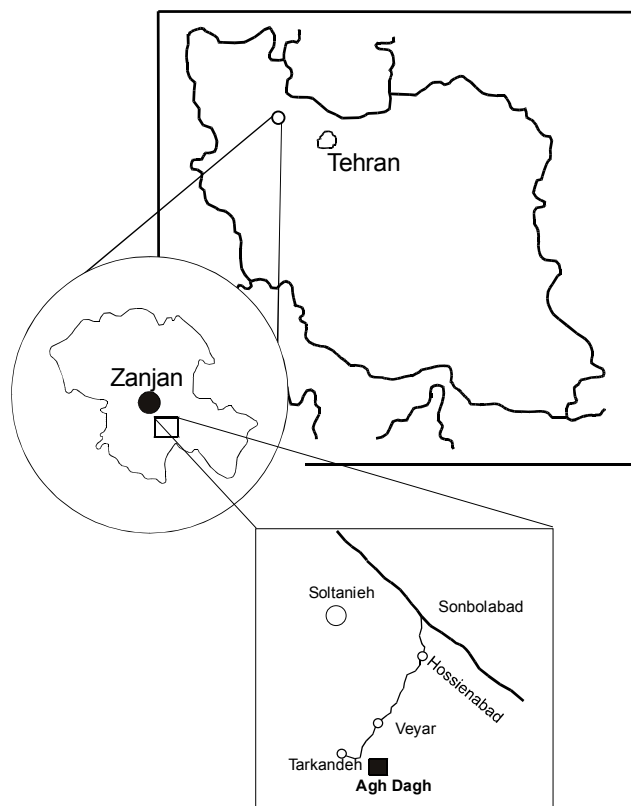 Tehran
Zanjan
Soltanieh
Sonbolabad
Hossienabad
Veyar
Tarkandeh
Agh Dagh